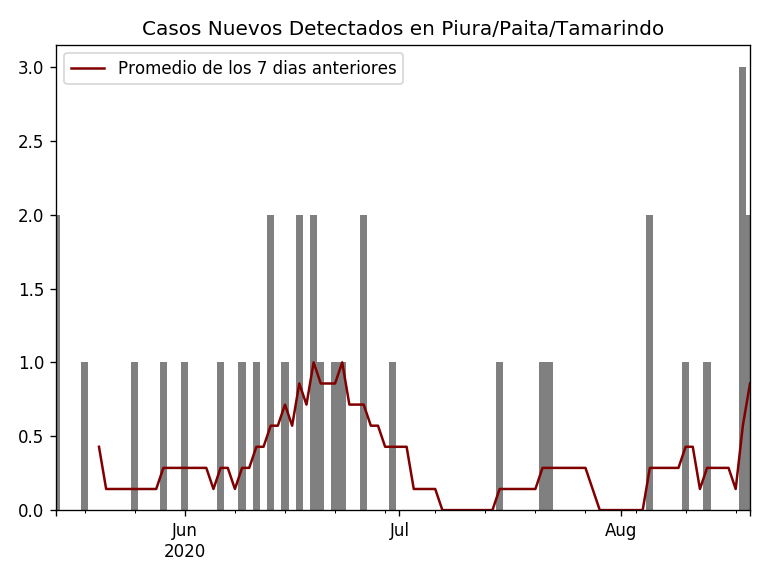 Casos Nuevos Detectados en Piura/Paita/Tamarindo
Promedio de los 7 dias anteriores
3.0
2.5
2.0
1.5
1.0
0.5
0.0
Jun
2020
Jul
Aug